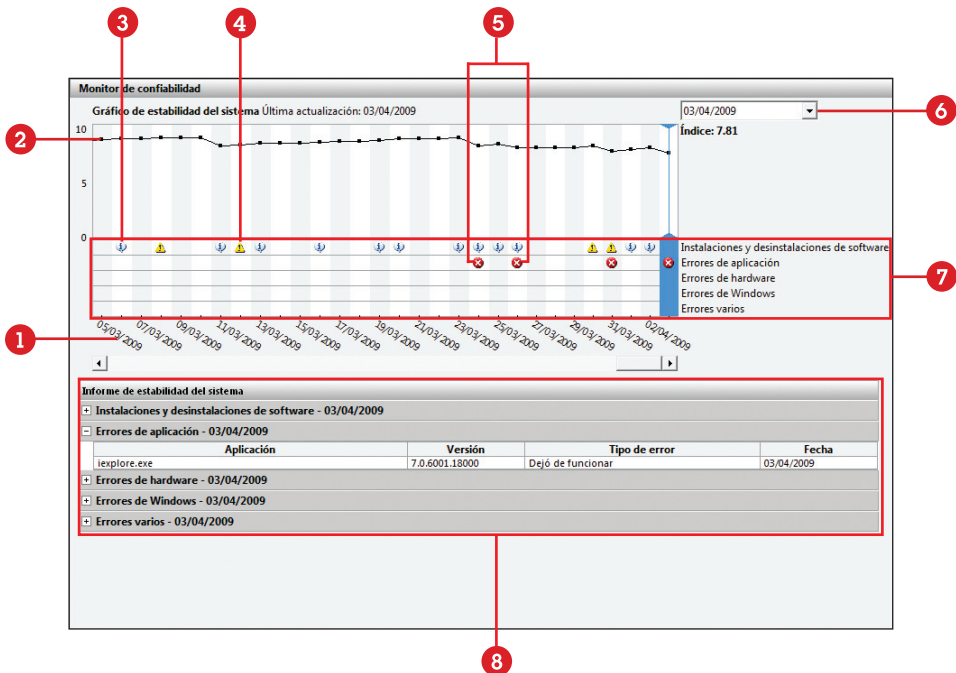 3
4
5
Monitor de confiabilidad
Gráfico de estabilidad del sistema Última actualización: 03/04/2009
03/04/2009
6
10
Índice: 7.81
2
5
0
Instalaciones y desinstalaciones de software
Errores de aplicación
Errores de hardware
7
Errores de Windows
Errores varios
1
05/03/2009
07/03/2009
09/03/2009
11/03/2009
13/03/2009
15/03/2009
17/03/2009
19/03/2009
21/03/2009
23/03/2009
25/03/2009
27/03/2009
29/03/2009
31/03/2009
02/04/2009
Informe de estabilidad del sistema
Instalaciones y desinstalaciones de software - 03/04/2009
Errores de aplicación - 03/04/2009
Aplicación Versión Tipo de error Fecha
iexplore.exe 7.0.6001.18000 Dejó de funcionar 03/04/2009
Errores de hardware - 03/04/2009
Errores de Windows - 03/04/2009
Errores varios - 03/04/2009
8